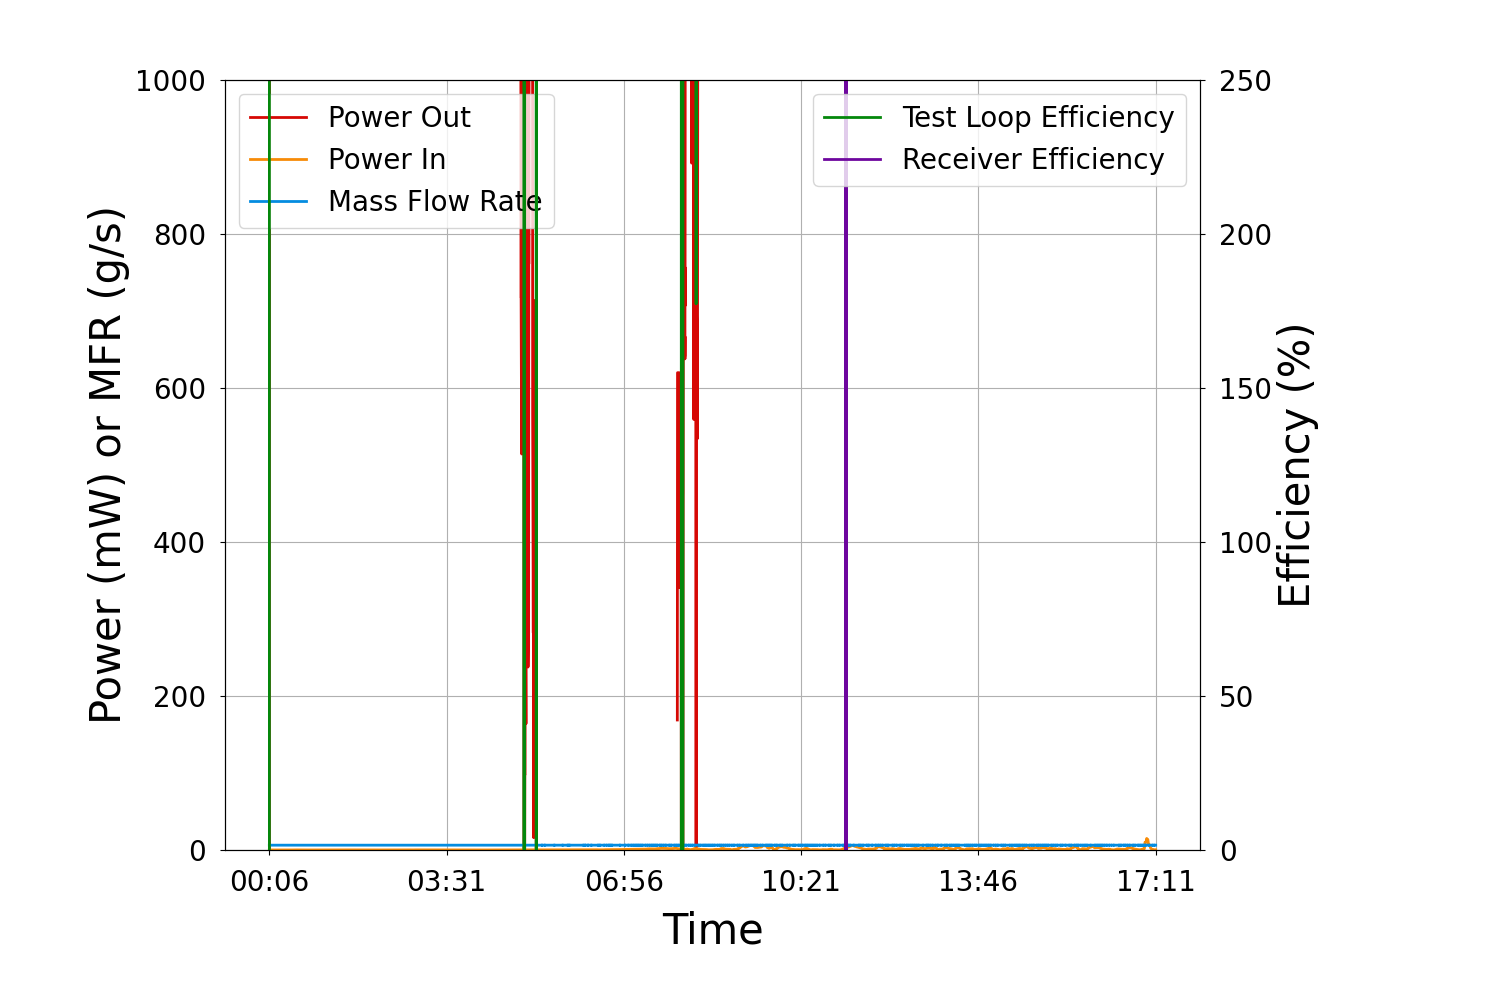 1000
800
600
400
200
0
Power (mW) or MFR (g/s)
Power Out
Power In
Mass Flow Rate
Test Loop Efficiency
Receiver Efficiency
250
200
150
100
50
0
Efficiency (%)
00:06 03:31 06:56 10:21 13:46 17:11
Time